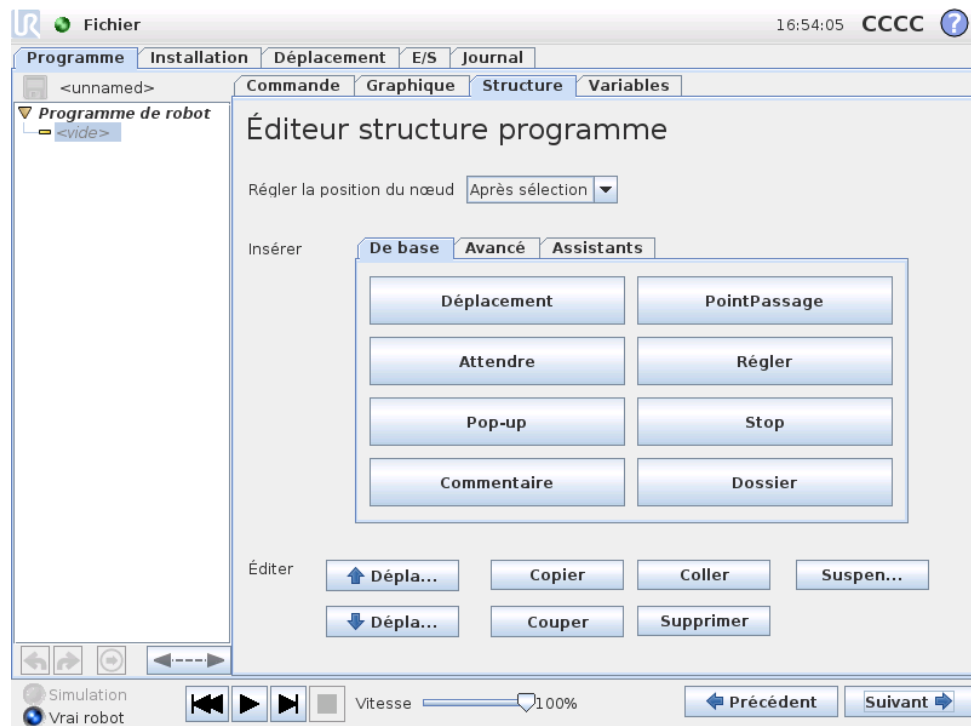 UR Fichier 16:54:05 CCCC ?
Programme Installation Déplacement E/S Journal
<unnamed> Commande Graphique Structure Variables
Programme de robot
<vide>
Éditeur structure programme
Régler la position du nœud Après sélection
Insérer De base Avancé Assistants
Déplacement PointPassage
Attendre Régler
Pop-up Stop
Commentaire Dossier
Éditer Dépla... Copier Coller Suspen...
Dépla... Couper Supprimer
Simulation
Vrai robot
Vitesse 100% Précédent Suivant